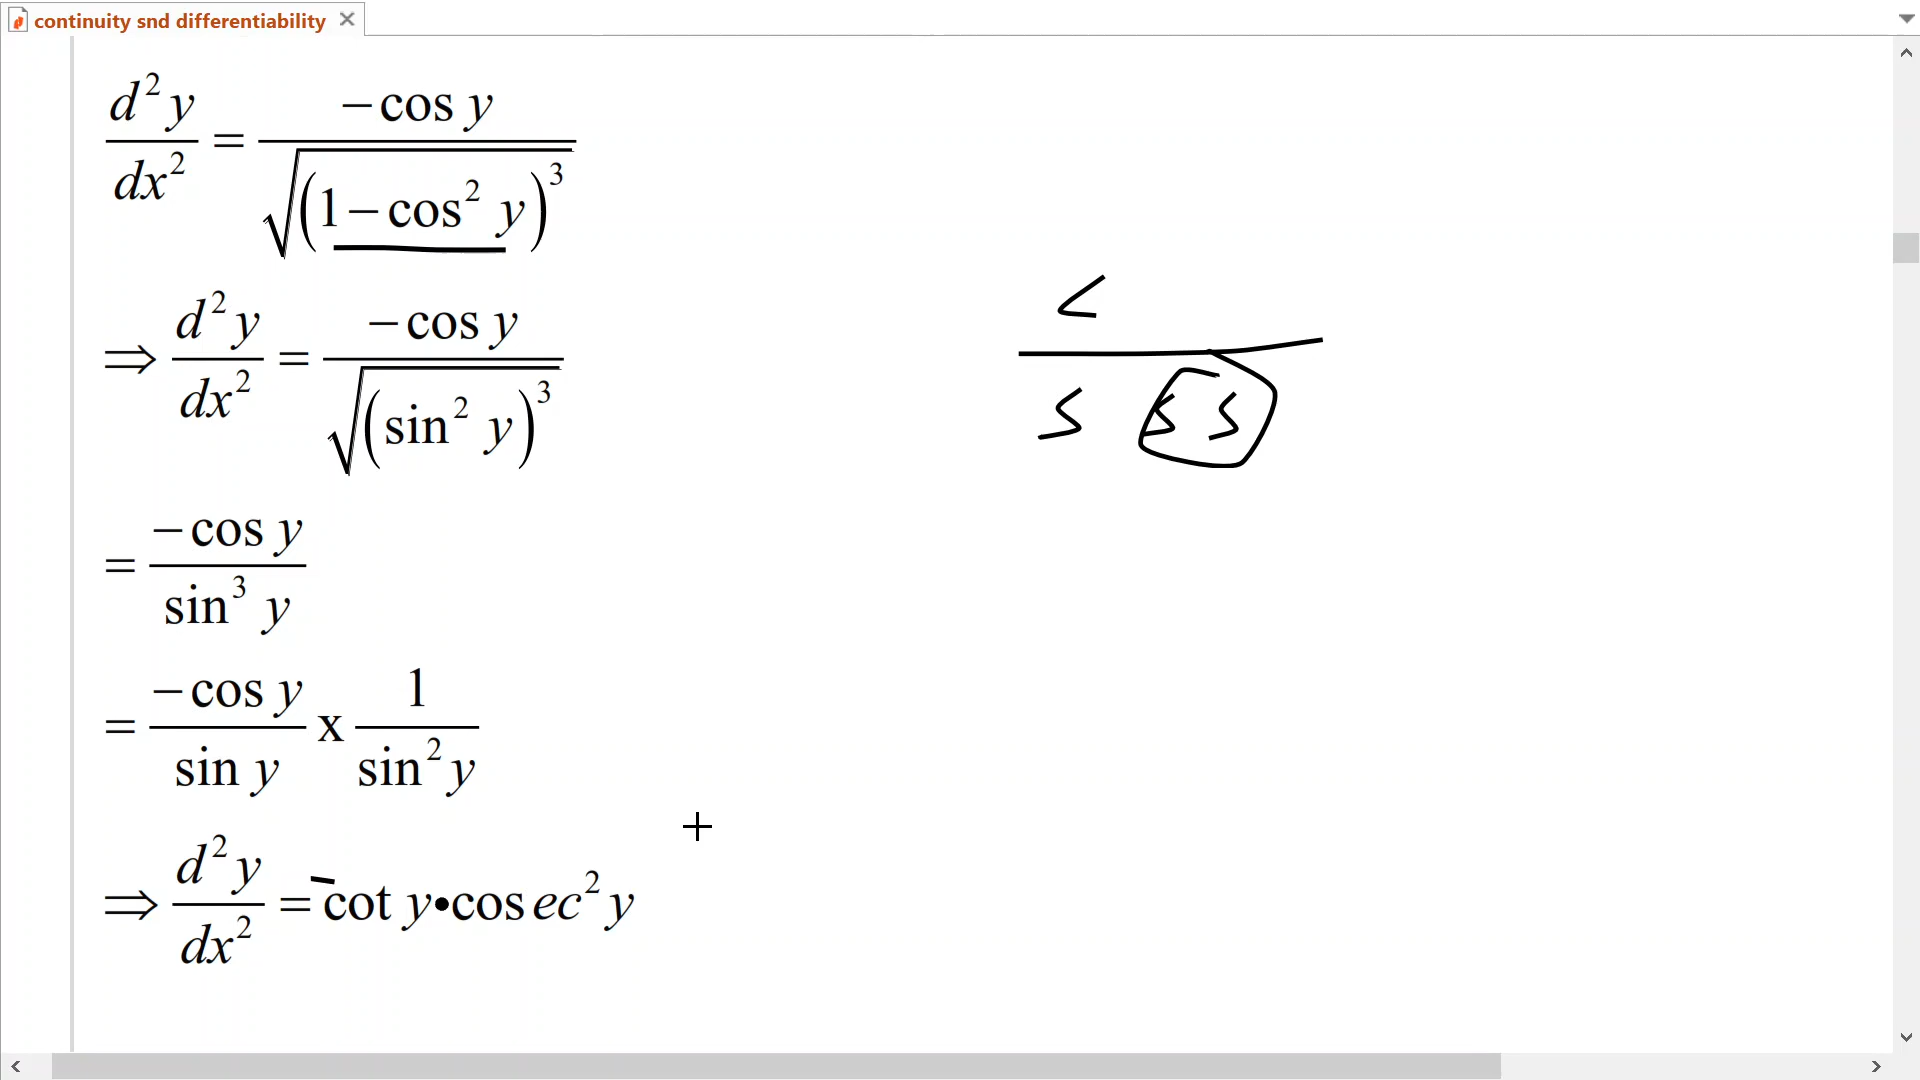 continuity snd differentiability
d²y/dx² = −cos y / √((1−cos² y)³)
⇒ d²y/dx² = −cos y / √((sin² y)³)
= −cos y / sin³ y
= −cos y / sin y x 1 / sin² y
⇒ d²y/dx² = −cot y•cosec² y
c
s s s